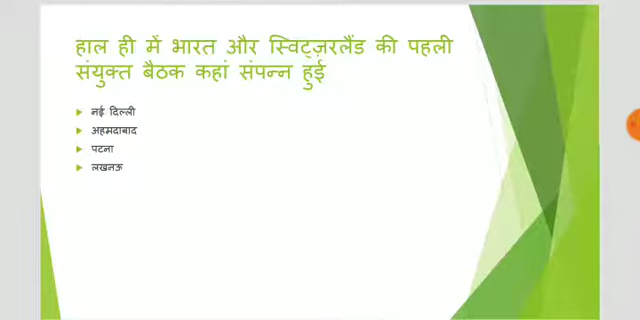 हाल ही में भारत और स्विट्ज़रलैंड की पहली
संयुक्त बैठक कहां संपन्न हुई
नई दिल्ली
अहमदाबाद
पटना
लखनऊ